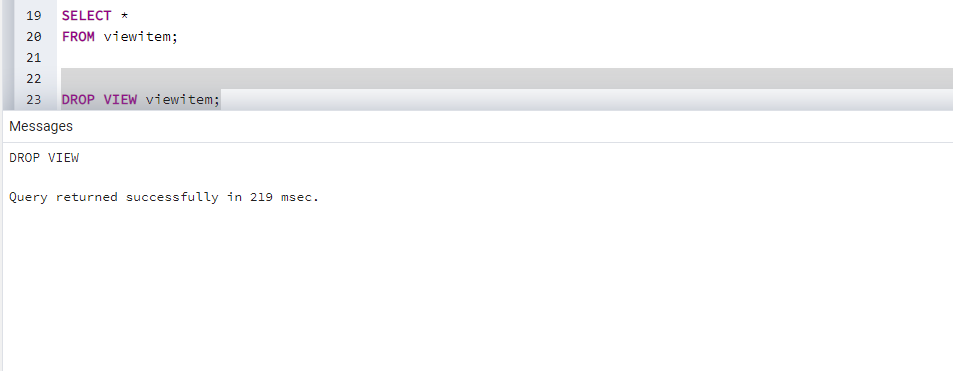 19 SELECT *
20 FROM viewitem;
21
22
23 DROP VIEW viewitem;
Messages
DROP VIEW
Query returned successfully in 219 msec.